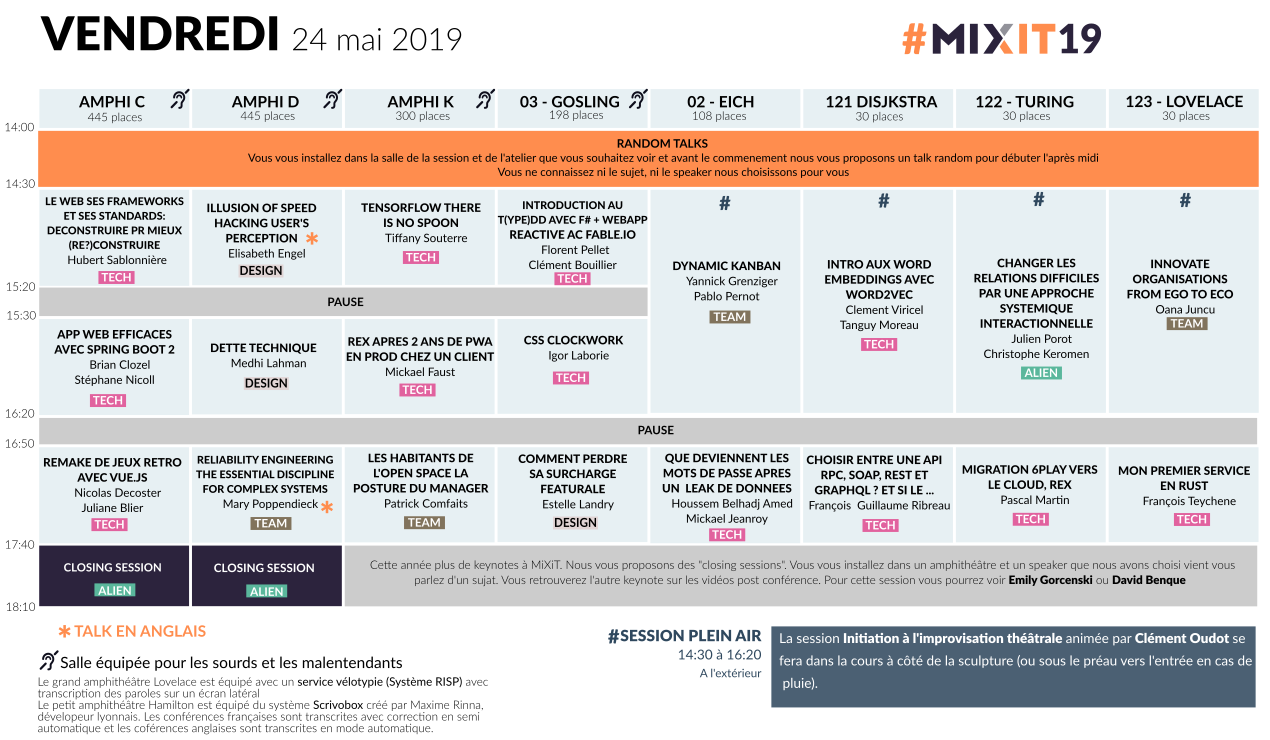 VENDREDI 24 mai 2019
#MIXIT19
AMPHI C
445 places
AMPHI D
445 places
AMPHI K
300 places
03 - GOSLING
198 places
02 - EICH
108 places
121 DISJKSTRA
30 places
122 - TURING
30 places
123 - LOVELACE
30 places
14:00
RANDOM TALKS
Vous vous installez dans la salle de la session et de l'atelier que vous souhaitez voir et avant le commenement nous vous proposons un talk random pour débuter l'après midi
Vous ne connaissez ni le sujet, ni le speaker nous choisissons pour vous
14:30
LE WEB SES FRAMEWORKS
ET SES STANDARDS:
DECONSTRUIRE PR MIEUX
(RE?)CONSTRUIRE
Hubert Sablonnière
TECH
ILLUSION OF SPEED
HACKING USER'S
PERCEPTION *
Elisabeth Engel
DESIGN
TENSORFLOW THERE
IS NO SPOON
Tiffany Souterre
TECH
INTRODUCTION AU
T(YPE)DD AVEC F# + WEBAPP
REACTIVE AC FABLE.IO
Florent Pellet
Clément Bouillier
TECH
#
DYNAMIC KANBAN
Yannick Grenziger
Pablo Pernot
TEAM
#
INTRO AUX WORD
EMBEDDINGS AVEC
WORD2VEC
Clement Viricel
Tanguy Moreau
TECH
#
CHANGER LES
RELATIONS DIFFICILES
PAR UNE APPROCHE
SYSTEMIQUE
INTERACTIONNELLE
Julien Porot
Christophe Keromen
ALIEN
#
INNOVATE
ORGANISATIONS
FROM EGO TO ECO
Oana Juncu
TEAM
15:20
PAUSE
15:30
APP WEB EFFICACES
AVEC SPRING BOOT 2
Brian Clozel
Stéphane Nicoll
TECH
DETTE TECHNIQUE
Medhi Lahman
DESIGN
REX APRES 2 ANS DE PWA
EN PROD CHEZ UN CLIENT
Mickael Faust
TECH
CSS CLOCKWORK
Igor Laborie
TECH
16:20
PAUSE
16:50
REMAKE DE JEUX RETRO
AVEC VUE.JS
Nicolas Decoster
Juliane Blier
TECH
RELIABILITY ENGINEERING
THE ESSENTIAL DISCIPLINE
FOR COMPLEX SYSTEMS
Mary Poppendieck *
TEAM
LES HABITANTS DE
L'OPEN SPACE LA
POSTURE DU MANAGER
Patrick Comfaits
TEAM
COMMENT PERDRE
SA SURCHARGE
FEATURALE
Estelle Landry
DESIGN
QUE DEVIENNENT LES
MOTS DE PASSE APRES
UN LEAK DE DONNEES
Houssem Belhadj Amed
Mickael Jeanroy
TECH
CHOISIR ENTRE UNE API
RPC, SOAP, REST ET
GRAPHQL ? ET SI LE ...
François Guillaume Ribreau
TECH
MIGRATION 6PLAY VERS
LE CLOUD, REX
Pascal Martin
TECH
MON PREMIER SERVICE
EN RUST
François Teychene
TECH
17:40
CLOSING SESSION
ALIEN
CLOSING SESSION
ALIEN
Cette année plus de keynotes à MiXiT. Nous vous proposons des "closing sessions". Vous vous installez dans un amphithéâtre et un speaker que nous avons choisi vient vous
parlez d'un sujet. Vous retrouverez l'autre keynote sur les vidéos post conférence. Pour cette session vous pourrez voir Emily Gorcenski ou David Benque
18:10
* TALK EN ANGLAIS
Salle équipée pour les sourds et les malentendants
Le grand amphithéâtre Lovelace est équipé avec un service vélotypie (Système RISP) avec
transcription des paroles sur un écran latéral
Le petit amphithéâtre Hamilton est équipé du système Scrivobox créé par Maxime Rinna,
dévelopeur lyonnais. Les conférences françaises sont transcrites avec correction en semi
automatique et les coférences anglaises sont transcrites en mode automatique.
#SESSION PLEIN AIR
14:30 à 16:20
A l'extérieur
La session Initiation à l'improvisation théâtrale animée par Clément Oudot se
fera dans la cours à côté de la sculpture (ou sous le préau vers l'entrée en cas de
pluie).